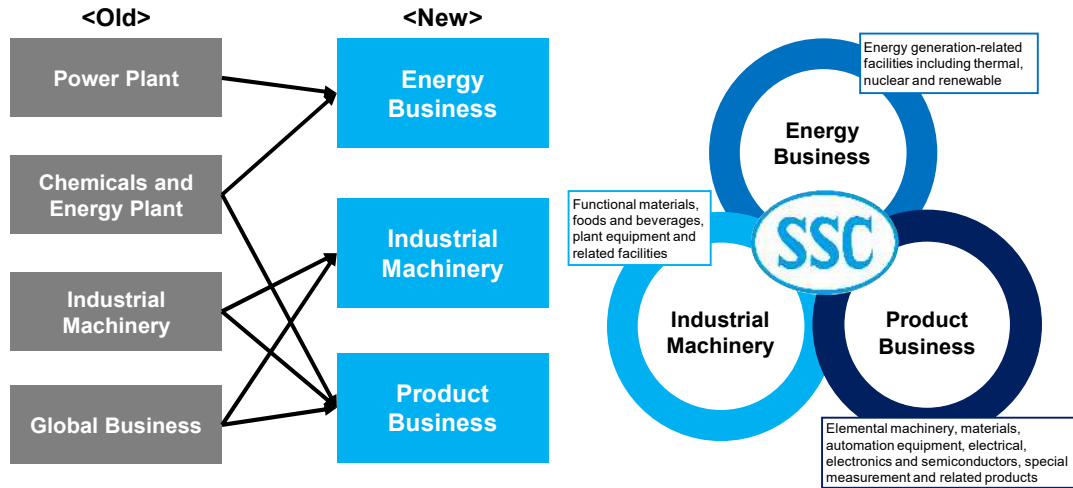 <Old>
<New>
Power Plant
Chemicals and
Energy Plant
Industrial
Machinery
Global Business
Energy
Business
Industrial
Machinery
Product
Business
Energy generation-related
facilities including thermal,
nuclear and renewable
Energy
Business
Functional materials,
foods and beverages,
plant equipment and
related facilities
SSC
Industrial
Machinery
Product
Business
Elemental machinery, materials,
automation equipment, electrical,
electronics and semiconductors, special
measurement and related products